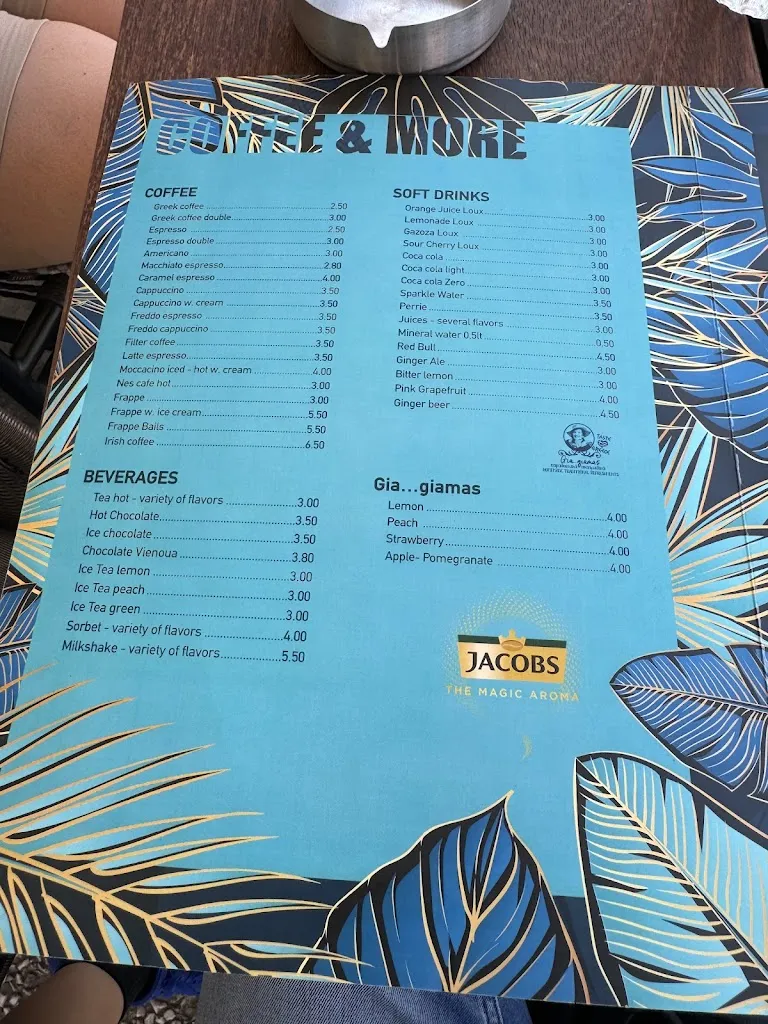 COFFEE & MORE
COFFEE
Greek coffee 2.50
Greek coffee double 3.00
Espresso 2.50
Espresso double 3.00
Americano 3.00
Macchiato espresso 2.80
Caramel espresso 4.00
Cappuccino 3.50
Cappuccino w. cream 3.50
Freddo espresso 3.50
Freddo cappuccino 3.50
Filter coffee 3.50
Latte espresso 3.50
Moccacino iced - hot w. cream 4.00
Nes cafe hot 3.00
Frappe 3.00
Frappe w. ice cream 5.50
Frappe Bails 5.50
Irish coffee 6.50
BEVERAGES
Tea hot - variety of flavors 3.00
Hot Chocolate 3.50
Ice chocolate 3.50
Chocolate Vienoua 3.80
Ice Tea lemon 3.00
Ice Tea peach 3.00
Ice Tea green 3.00
Sorbet - variety of flavors 4.00
Milkshake - variety of flavors 5.50
SOFT DRINKS
Orange Juice Loux 3.00
Lemonade Loux 3.00
Gazoza Loux 3.00
Sour Cherry Loux 3.00
Coca cola 3.00
Coca cola light 3.00
Coca cola Zero 3.00
Sparkle Water 3.50
Perrie 3.50
Juices - several flavors 3.00
Mineral water 0.5lt 0.50
Red Bull 4.50
Ginger Ale 3.00
Bitter lemon 3.00
Pink Grapefruit 4.00
Ginger beer 4.50
Gia giamas
Gia...giamas
Lemon 4.00
Peach 4.00
Strawberry 4.00
Apple- Pomegranate 4.00
JACOBS
THE MAGIC AROMA